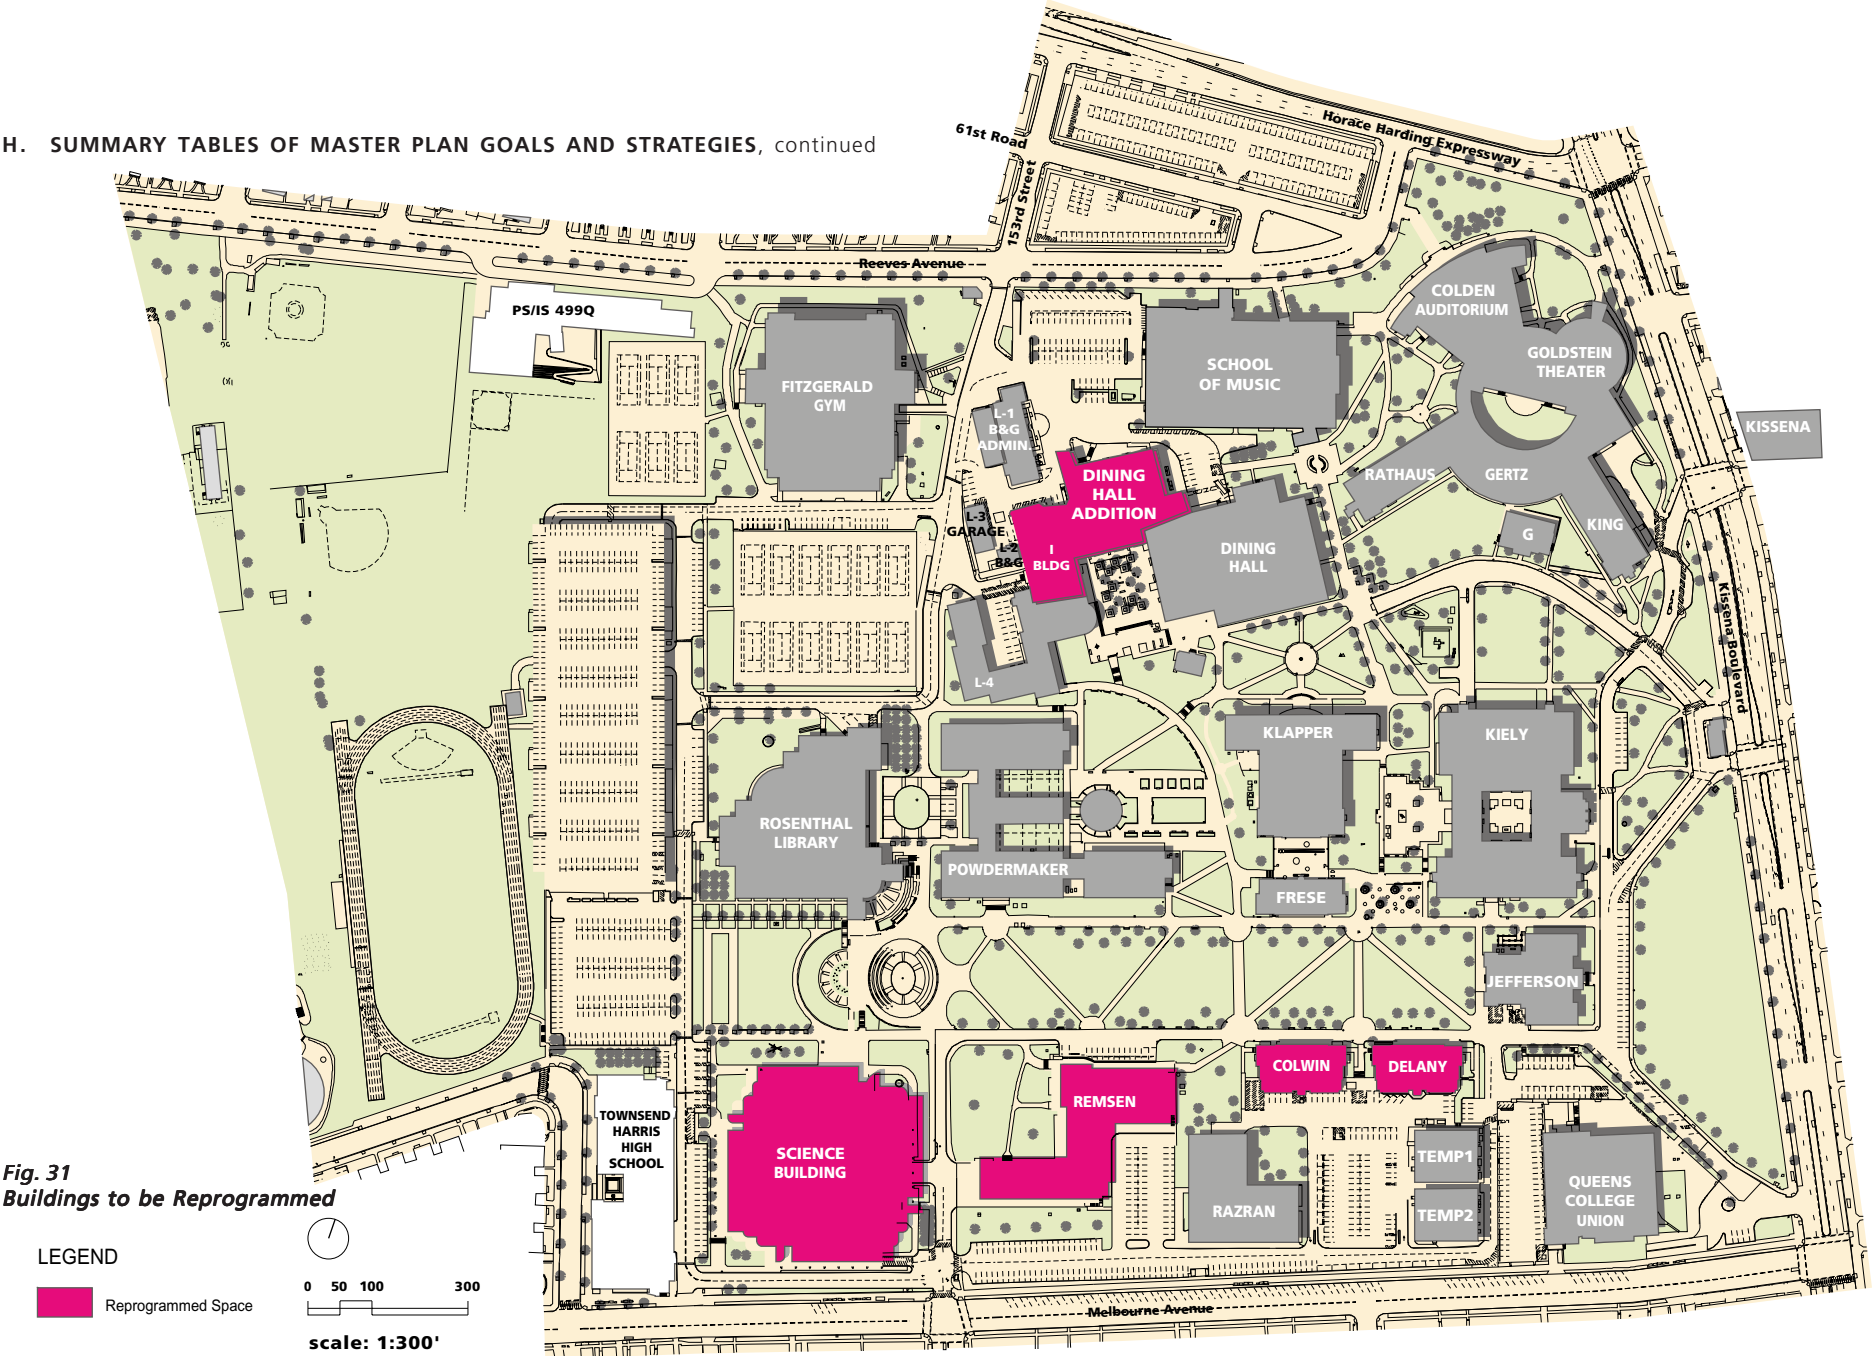 H. SUMMARY TABLES OF MASTER PLAN GOALS AND STRATEGIES, continued
61st Road
153rd Street
Horace Harding Expressway
Reeves Avenue
PS/IS 499Q
COLDEN
AUDITORIUM
GOLDSTEIN
THEATER
SCHOOL
OF MUSIC
FITZGERALD
GYM
L-1
B&G
ADMIN.
KISSENA
DINING
HALL
ADDITION
RATHAUS
GERTZ
KING
G
L-3
GARAGE
L-2
B&G
I
BLDG
DINING
HALL
Kissena Boulevard
L-4
KLAPPER
KIELY
ROSENTHAL
LIBRARY
POWDERMAKER
FRESE
JEFFERSON
COLWIN
DELANY
REMSEN
TOWNSEND
HARRIS
HIGH
SCHOOL
SCIENCE
BUILDING
TEMP1
TEMP2
RAZRAN
QUEENS
COLLEGE
UNION
Melbourne Avenue
Fig. 31
Buildings to be Reprogrammed
LEGEND
Reprogrammed Space
0 50 100 300
scale: 1:300'